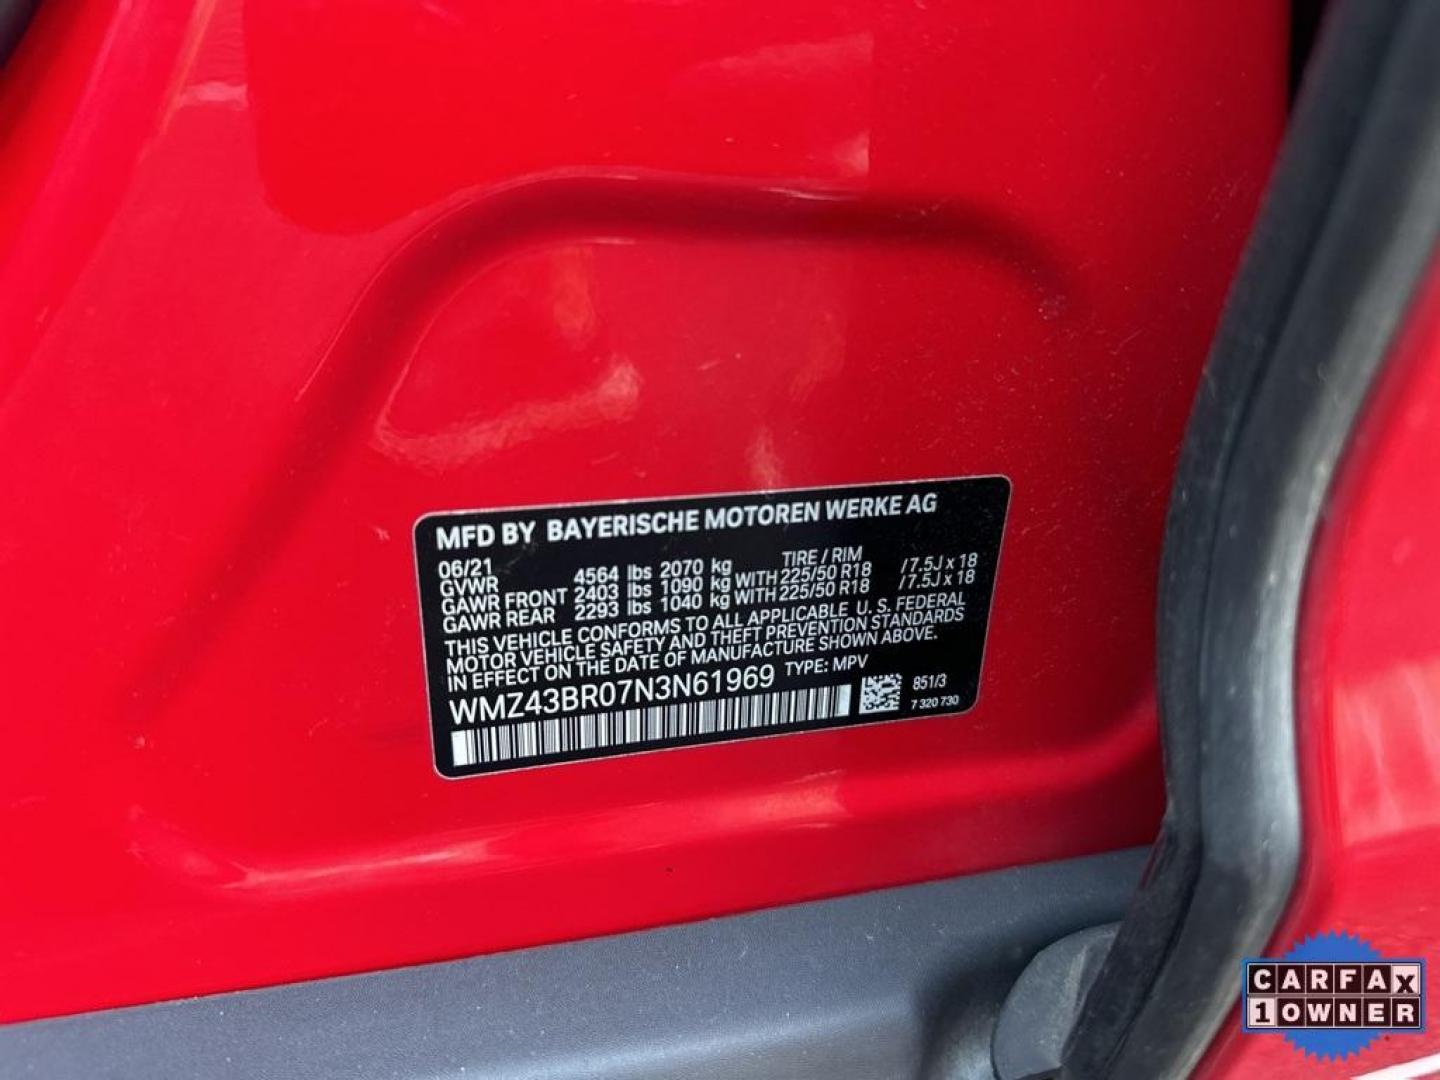 MFD BY BAYERISCHE MOTOREN WERKE AG
06/21 TIRE / RIM
GVWR 4564 lbs 2070 kg
GAWR FRONT 2403 lbs 1090 kg WITH 225/50 R18 /7.5J x 18
GAWR REAR 2293 lbs 1040 kg WITH 225/50 R18 /7.5J x 18
THIS VEHICLE CONFORMS TO ALL APPLICABLE U. S. FEDERAL
MOTOR VEHICLE SAFETY AND THEFT PREVENTION STANDARDS
IN EFFECT ON THE DATE OF MANUFACTURE SHOWN ABOVE.
WMZ43BR07N3N61969 TYPE: MPV
851/3
7 320 730
CARFAX
1 OWNER